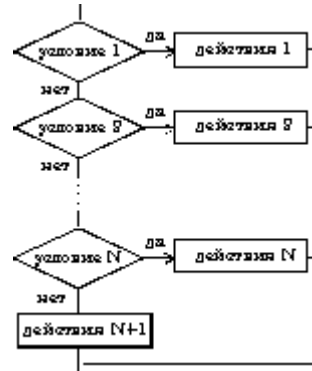 да
условие 1 действия 1
нет
да
условие 2 действия 2
нет
да
условие N действия N
нет
действия N+1